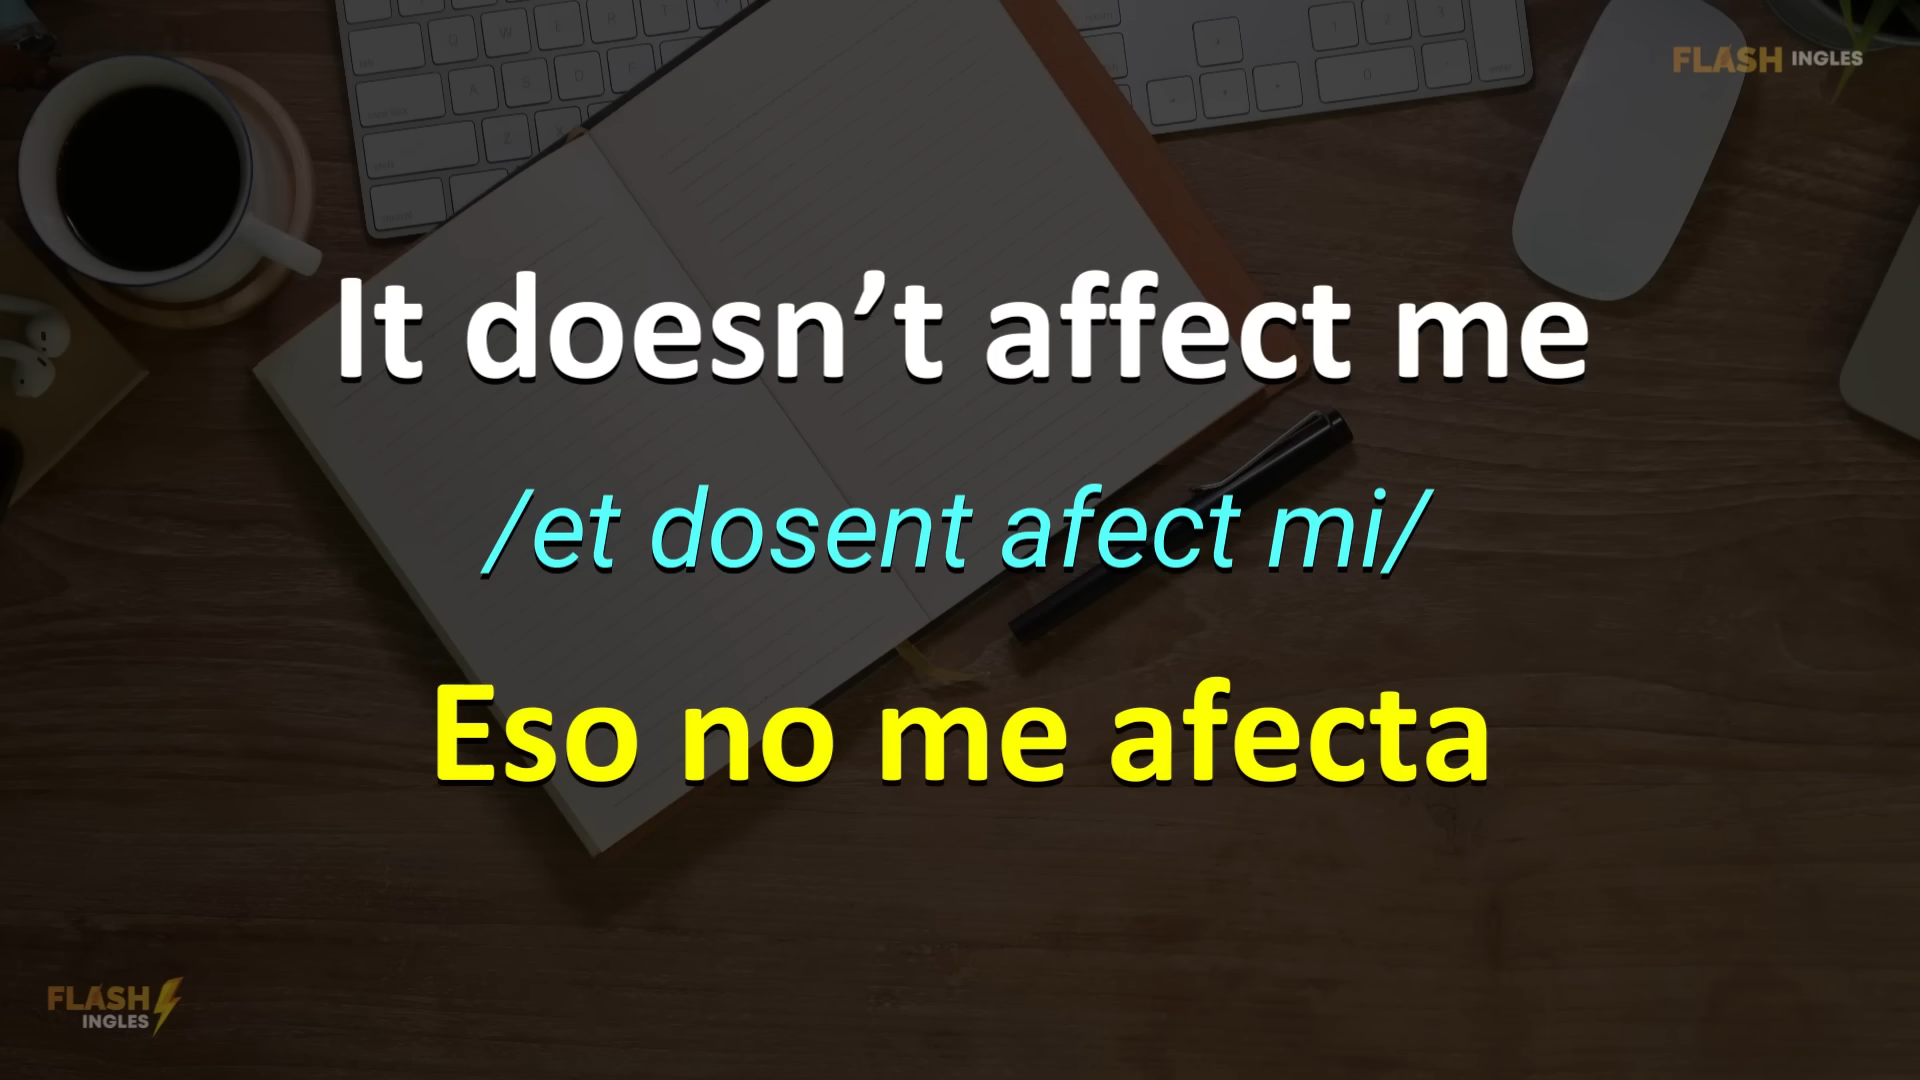 FLASH INGLES
It doesn’t affect me
/et dosent afect mi/
Eso no me afecta
FLASH
INGLES